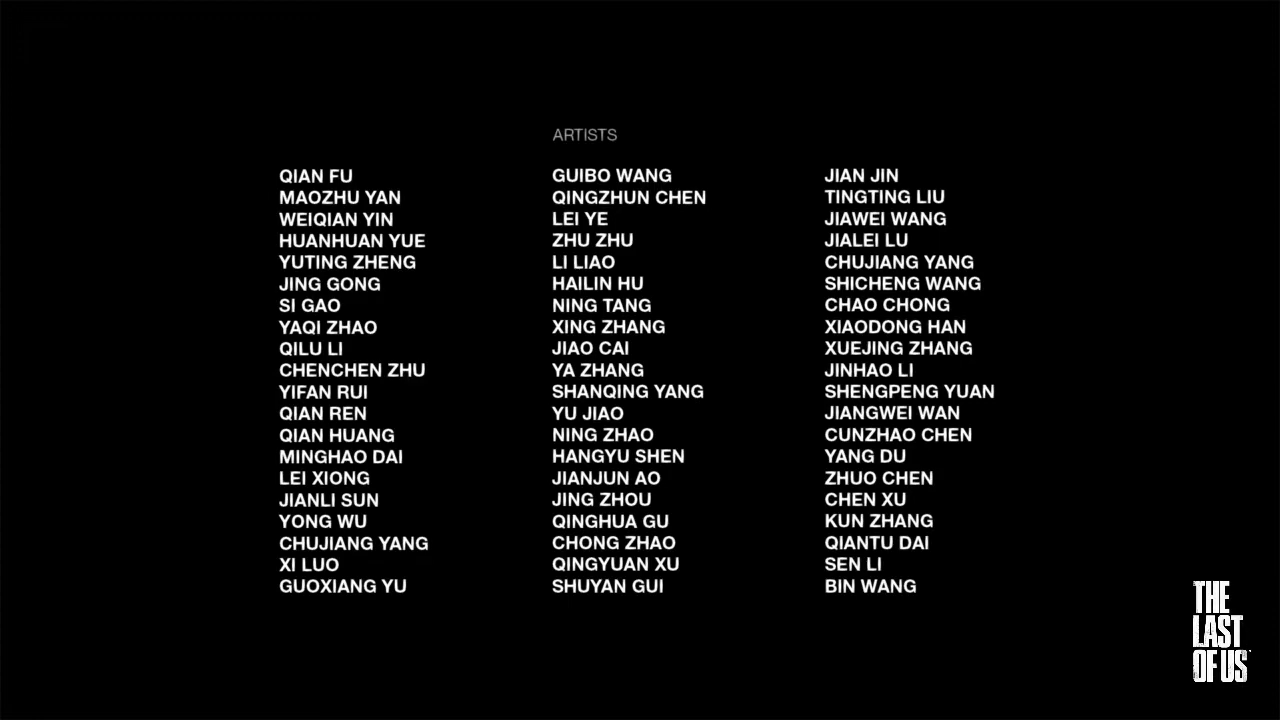 ARTISTS
QIAN FU
MAOZHU YAN
WEIQIAN YIN
HUANHUAN YUE
YUTING ZHENG
JING GONG
SI GAO
YAQI ZHAO
QILU LI
CHENCHEN ZHU
YIFAN RUI
QIAN REN
QIAN HUANG
MINGHAO DAI
LEI XIONG
JIANLI SUN
YONG WU
CHUJIANG YANG
XI LUO
GUOXIANG YU
GUIBO WANG
QINGZHUN CHEN
LEI YE
ZHU ZHU
LI LIAO
HAILIN HU
NING TANG
XING ZHANG
JIAO CAI
YA ZHANG
SHANQING YANG
YU JIAO
NING ZHAO
HANGYU SHEN
JIANJUN AO
JING ZHOU
QINGHUA GU
CHONG ZHAO
QINGYUAN XU
SHUYAN GUI
JIAN JIN
TINGTING LIU
JIAWEI WANG
JIALEI LU
CHUJIANG YANG
SHICHENG WANG
CHAO CHONG
XIAODONG HAN
XUEJING ZHANG
JINHAO LI
SHENGPENG YUAN
JIANGWEI WAN
CUNZHAO CHEN
YANG DU
ZHUO CHEN
CHEN XU
KUN ZHANG
QIANTU DAI
SEN LI
BIN WANG
THE
LAST
OF US